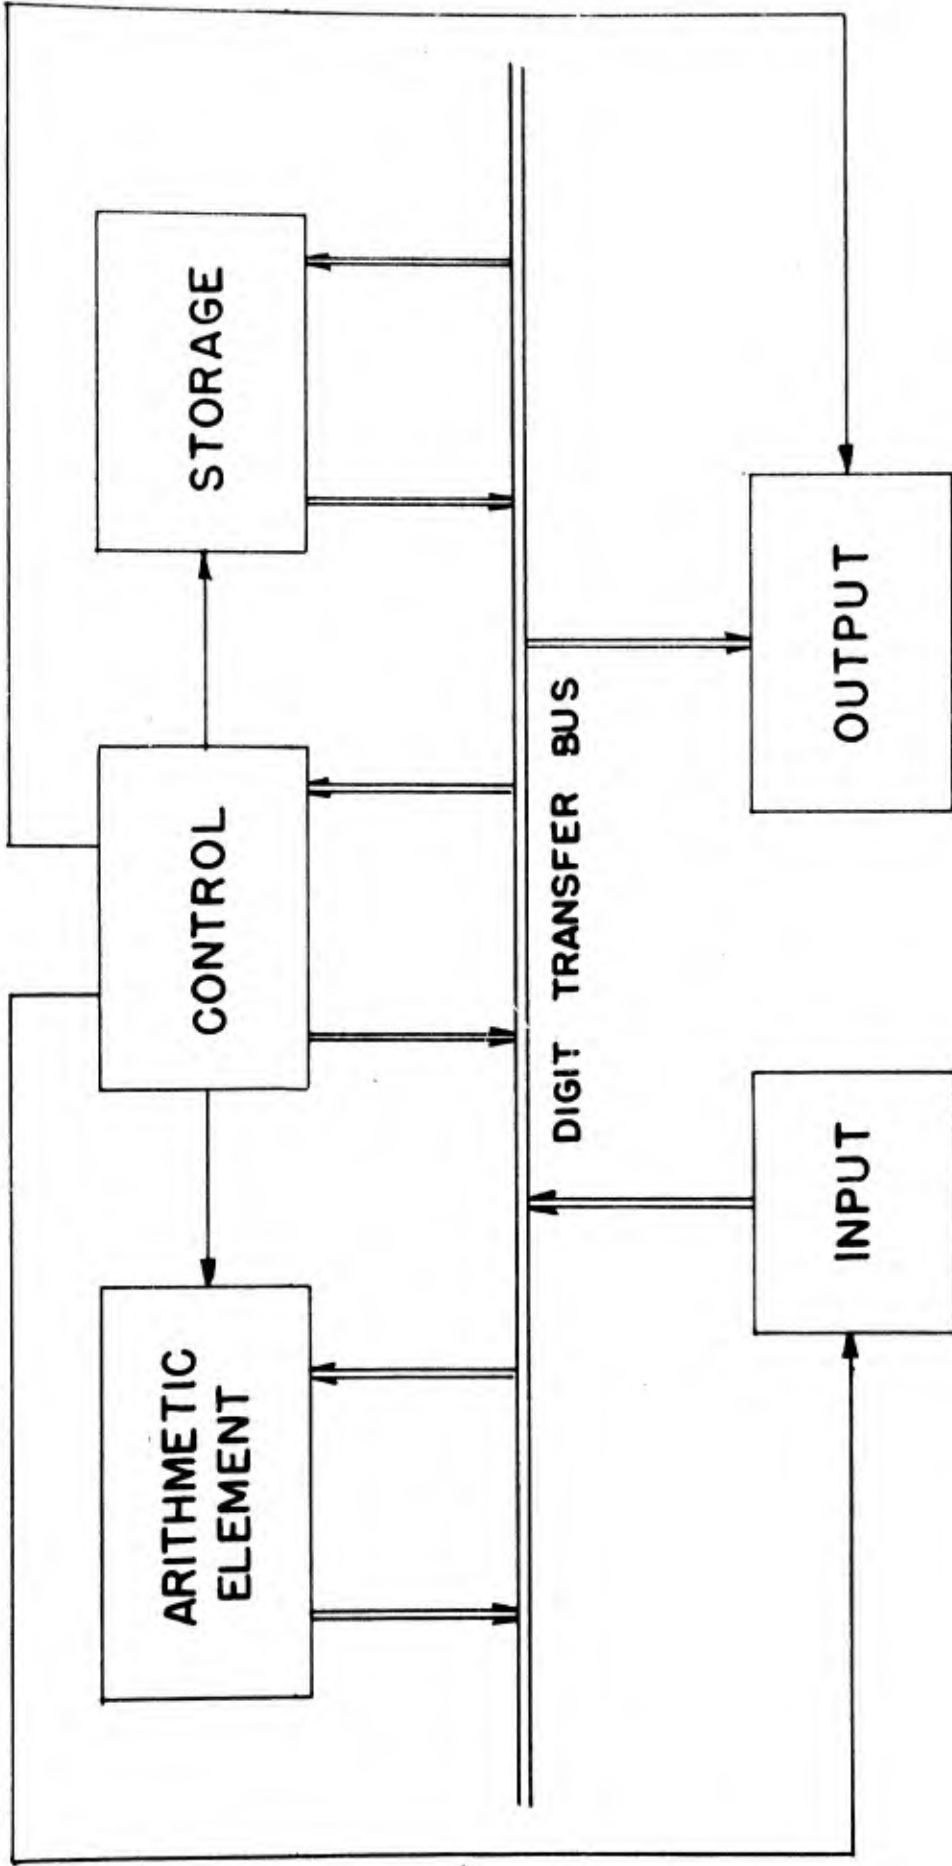 ARITHMETIC
ELEMENT
CONTROL
STORAGE
DIGIT TRANSFER BUS
INPUT
OUTPUT